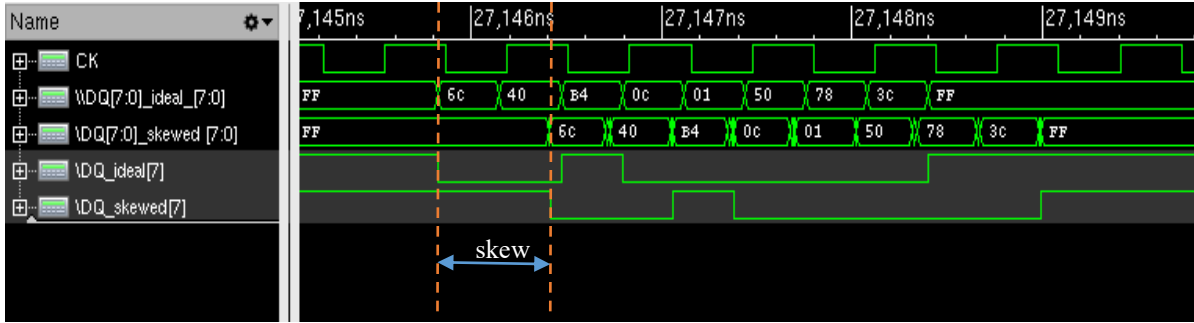 Name 7,145ns 27,146ns 27,147ns 27,148ns 27,149ns
CK
\\DQ[7:0]_ideal_[7:0] FF 6C 40 B4 0C 01 50 78 3C FF
\DQ[7:0]_skewed [7:0] FF 6C 40 B4 0C 01 50 78 3C FF
\DQ_ideal[7]
\DQ_skewed[7]
skew